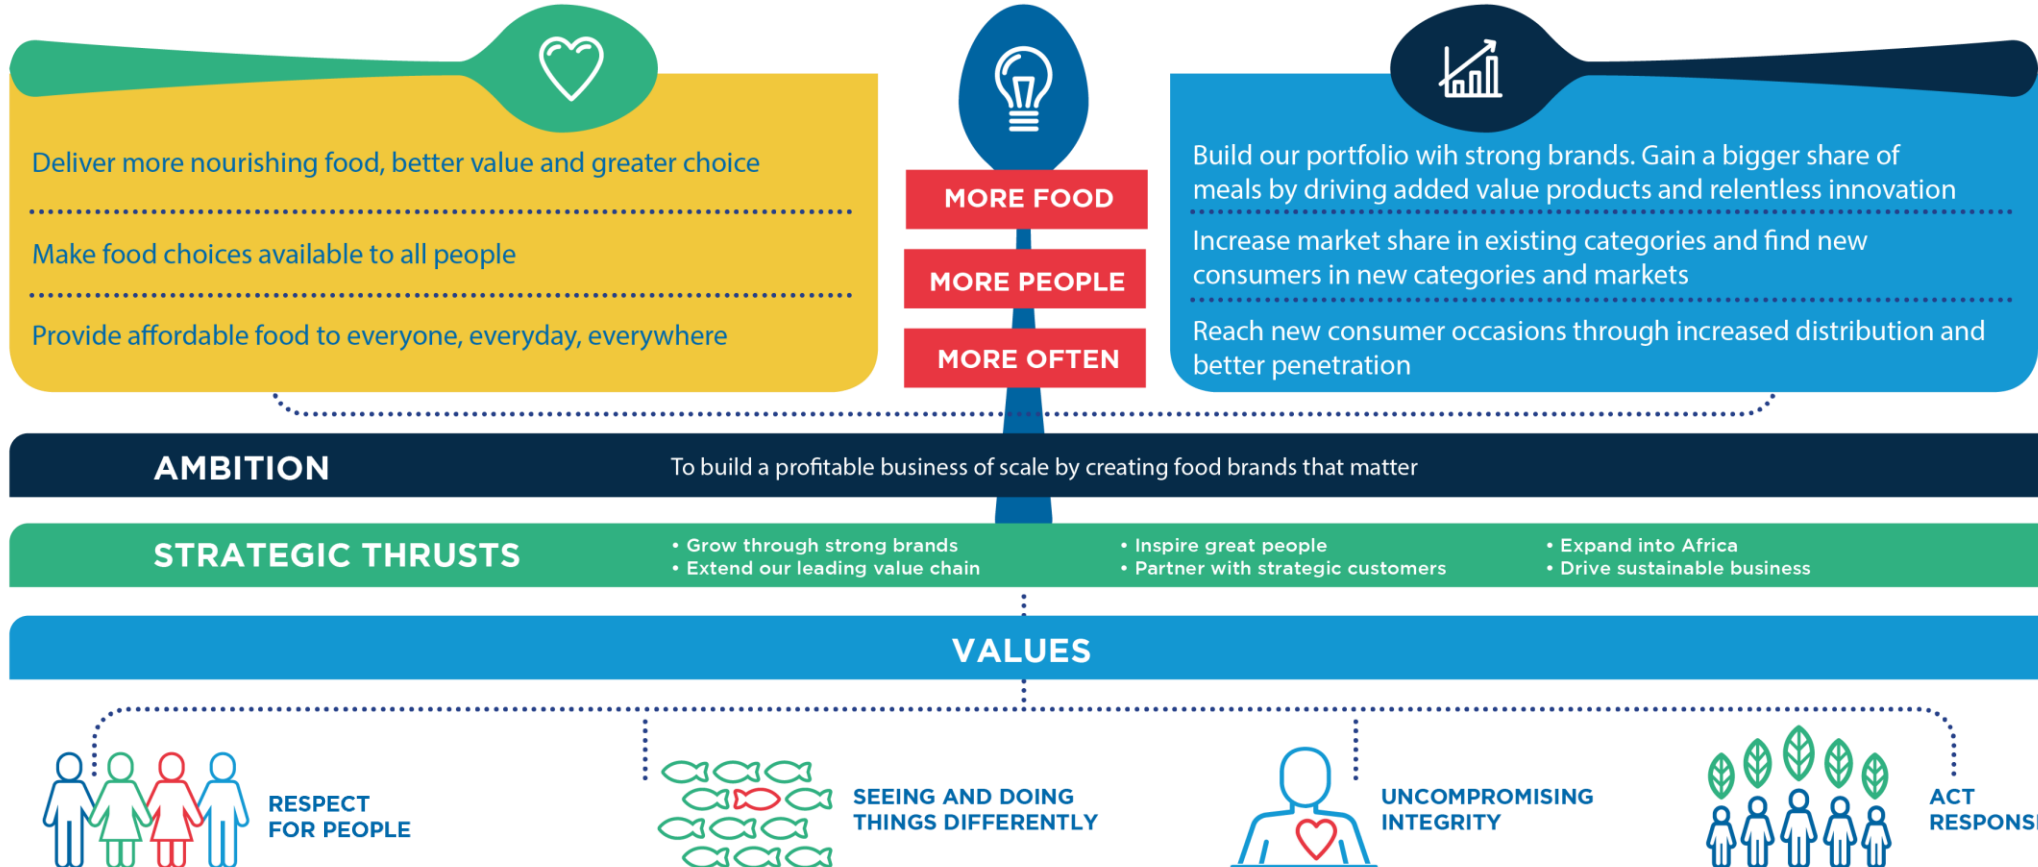 Deliver more nourishing food, better value and greater choice
Make food choices available to all people
Provide affordable food to everyone, everyday, everywhere
MORE FOOD
MORE PEOPLE
MORE OFTEN
Build our portfolio wih strong brands. Gain a bigger share of
meals by driving added value products and relentless innovation
Increase market share in existing categories and find new
consumers in new categories and markets
Reach new consumer occasions through increased distribution and
better penetration
AMBITION
To build a profitable business of scale by creating food brands that matter
STRATEGIC THRUSTS
• Grow through strong brands
• Extend our leading value chain
• Inspire great people
• Partner with strategic customers
• Expand into Africa
• Drive sustainable business
VALUES
RESPECT
FOR PEOPLE
SEEING AND DOING
THINGS DIFFERENTLY
UNCOMPROMISING
INTEGRITY
ACT